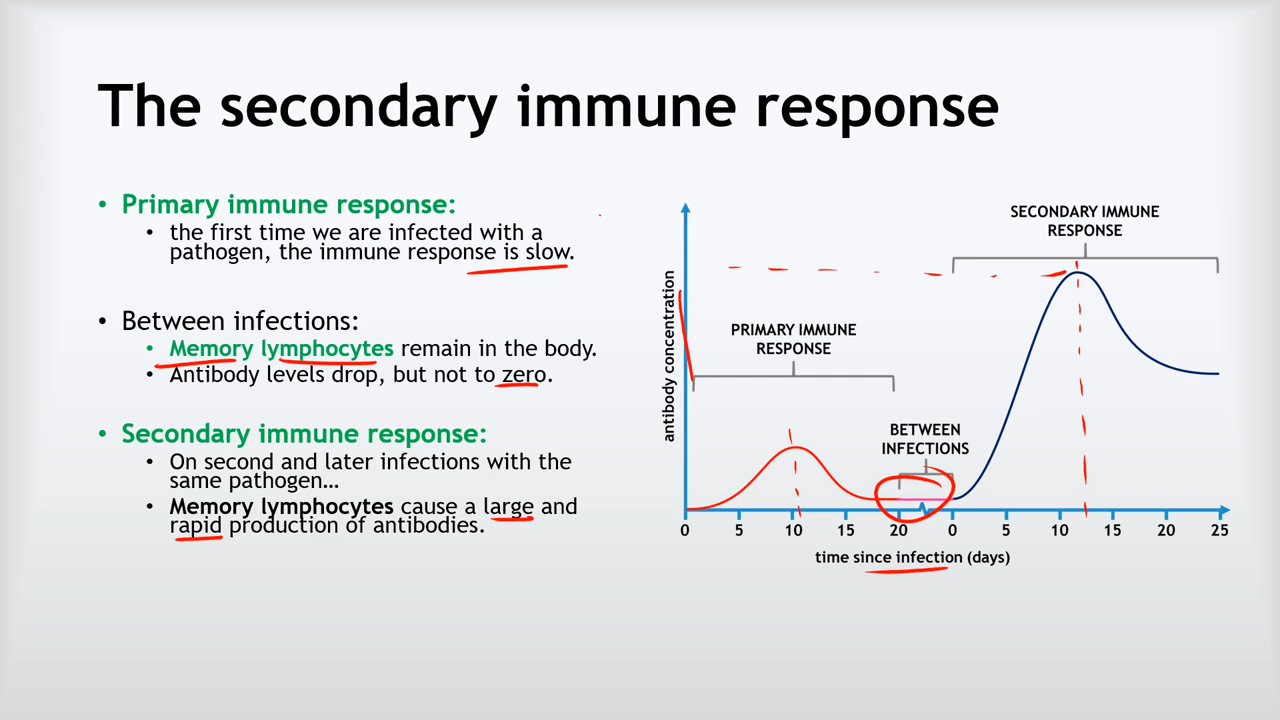 The secondary immune response
• Primary immune response:
• the first time we are infected with a
pathogen, the immune response is slow.
• Between infections:
• Memory lymphocytes remain in the body.
• Antibody levels drop, but not to zero.
• Secondary immune response:
• On second and later infections with the
same pathogen…
• Memory lymphocytes cause a large and
rapid production of antibodies.
SECONDARY IMMUNE
RESPONSE
PRIMARY IMMUNE
RESPONSE
BETWEEN
INFECTIONS
antibody concentration
0 5 10 15 20 0 5 10 15 20 25
time since infection (days)